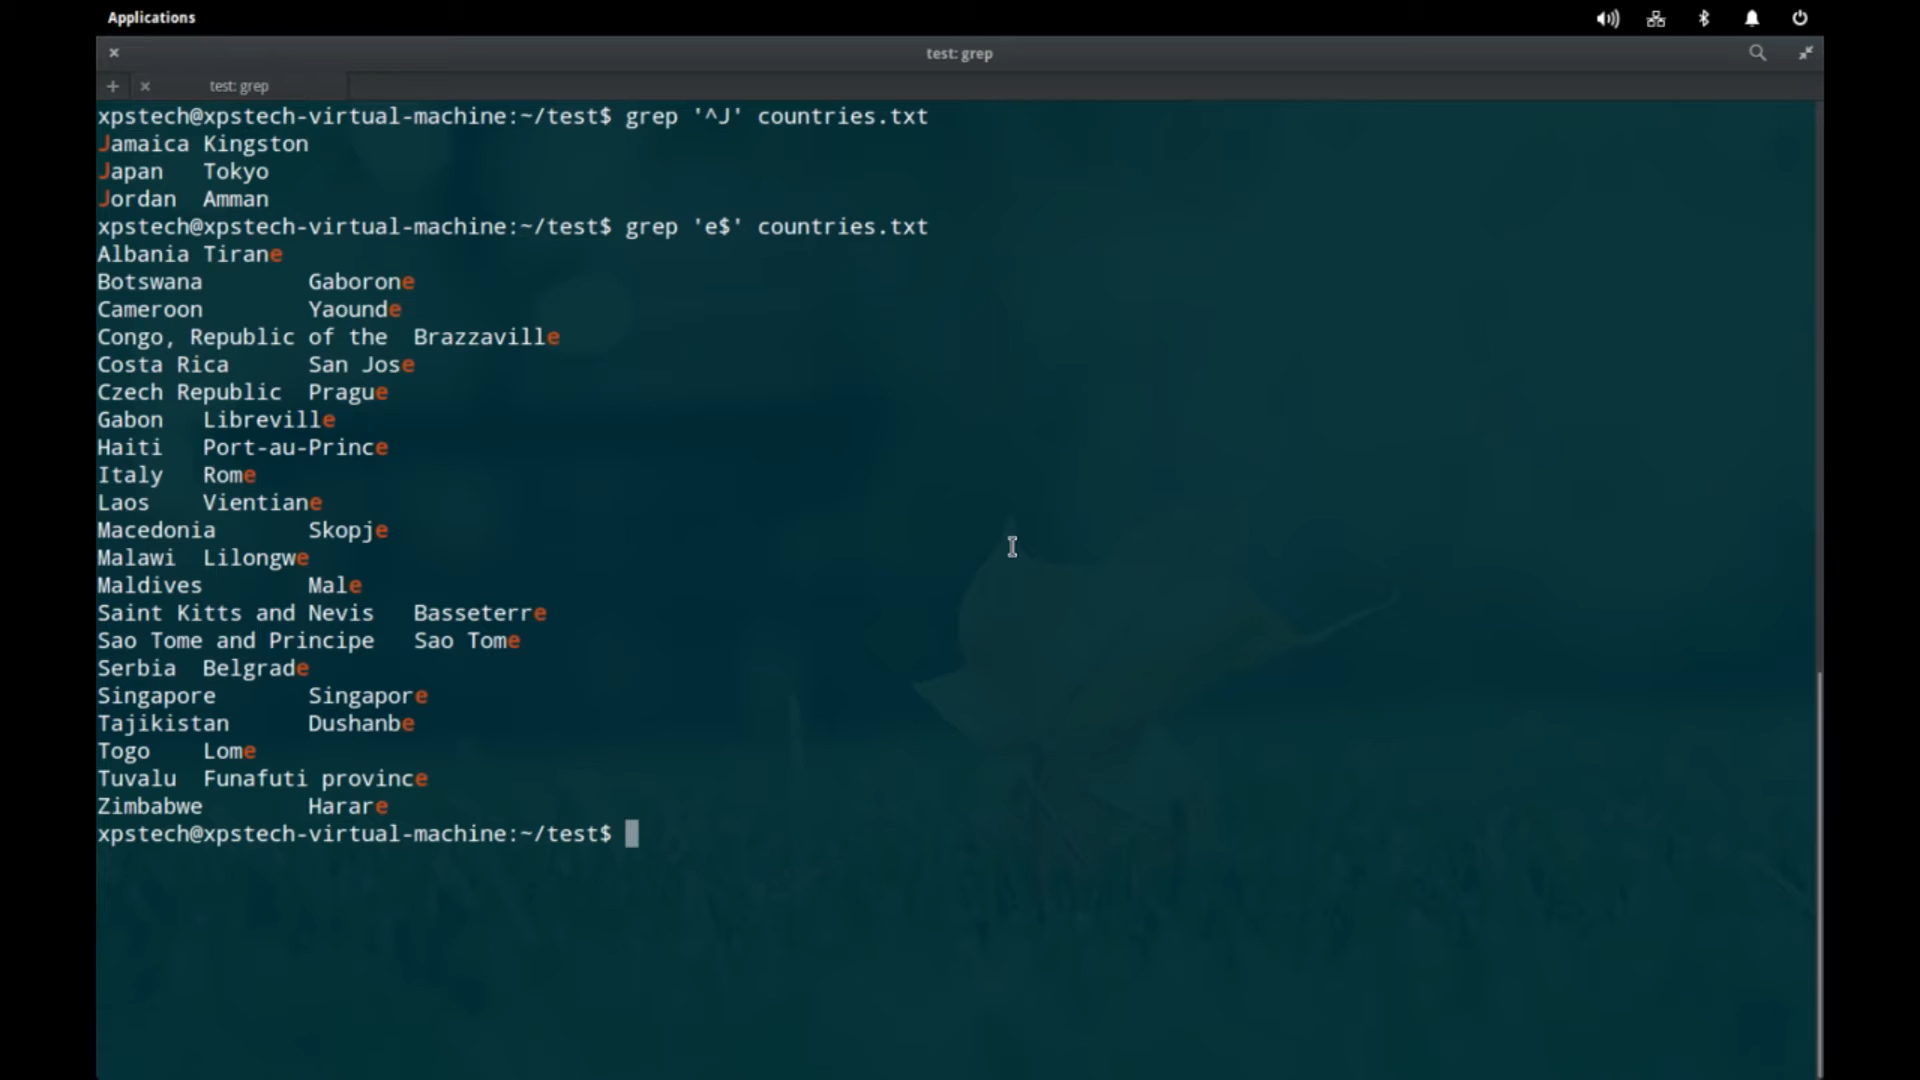 Applications
test: grep
test: grep
xpstech@xpstech-virtual-machine:~/test$ grep '^J' countries.txt
Jamaica Kingston
Japan   Tokyo
Jordan  Amman
xpstech@xpstech-virtual-machine:~/test$ grep 'e$' countries.txt
Albania Tirane
Botswana        Gaborone
Cameroon        Yaounde
Congo, Republic of the  Brazzaville
Costa Rica      San Jose
Czech Republic  Prague
Gabon   Libreville
Haiti   Port-au-Prince
Italy   Rome
Laos    Vientiane
Macedonia       Skopje
Malawi  Lilongwe
Maldives        Male
Saint Kitts and Nevis   Basseterre
Sao Tome and Principe   Sao Tome
Serbia  Belgrade
Singapore       Singapore
Tajikistan      Dushanbe
Togo    Lome
Tuvalu  Funafuti province
Zimbabwe        Harare
xpstech@xpstech-virtual-machine:~/test$